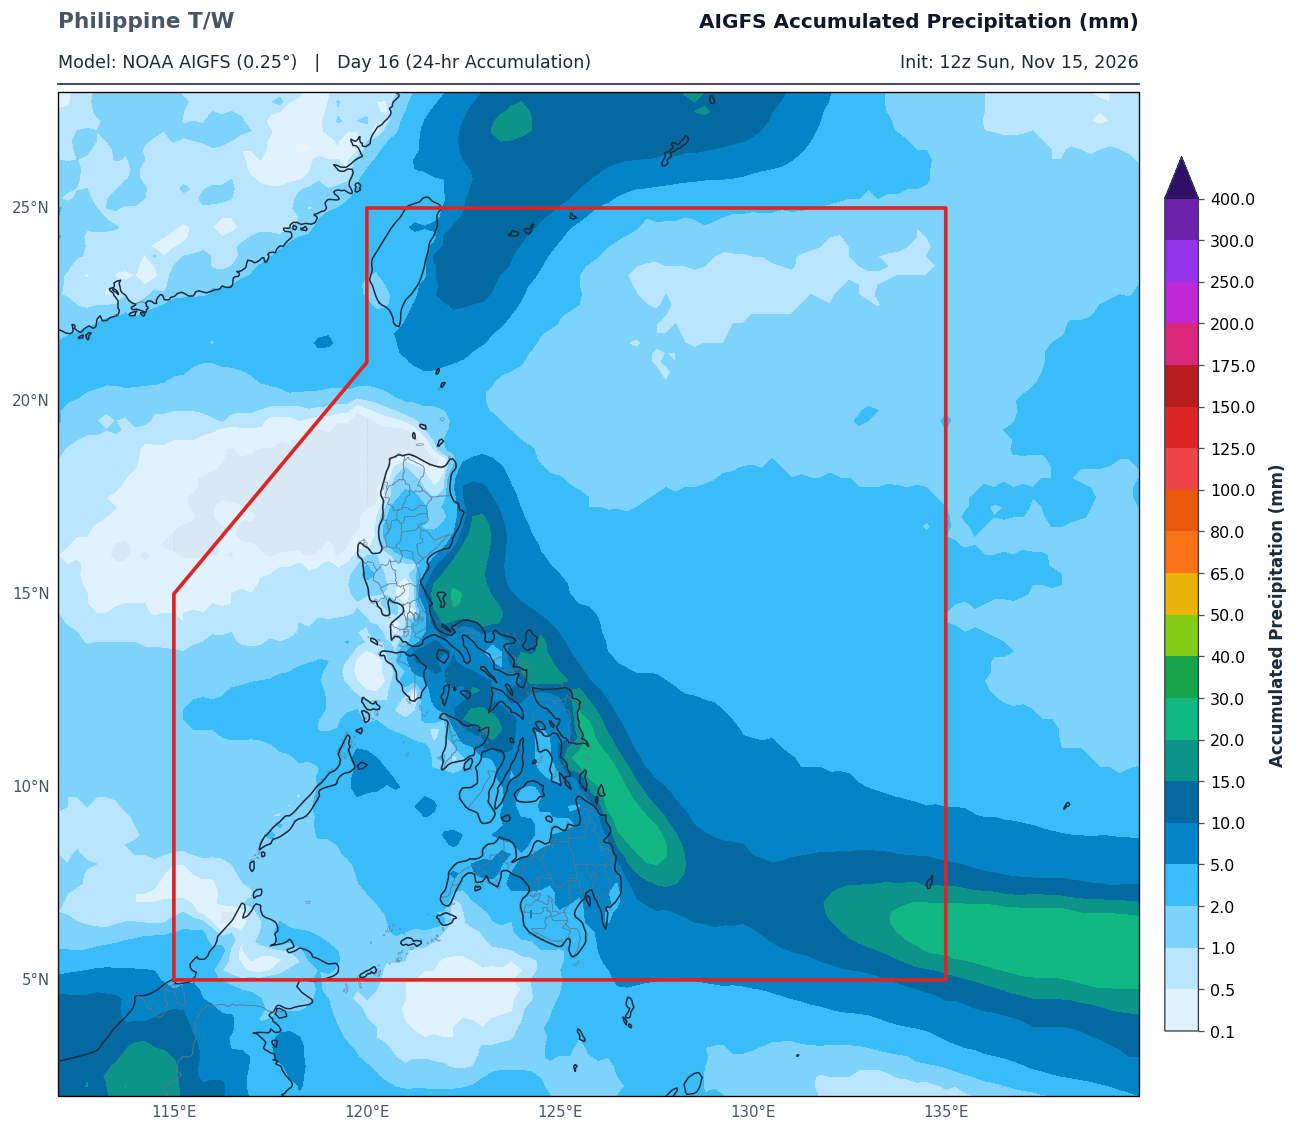 Philippine T/W
AIGFS Accumulated Precipitation (mm)
Model: NOAA AIGFS (0.25°)   |   Day 16 (24-hr Accumulation)
Init: 12z Sun, Nov 15, 2026
25°N
20°N
15°N
10°N
5°N
115°E
120°E
125°E
130°E
135°E
400.0
300.0
250.0
200.0
175.0
150.0
125.0
100.0
80.0
65.0
50.0
40.0
30.0
20.0
15.0
10.0
5.0
2.0
1.0
0.5
0.1
Accumulated Precipitation (mm)